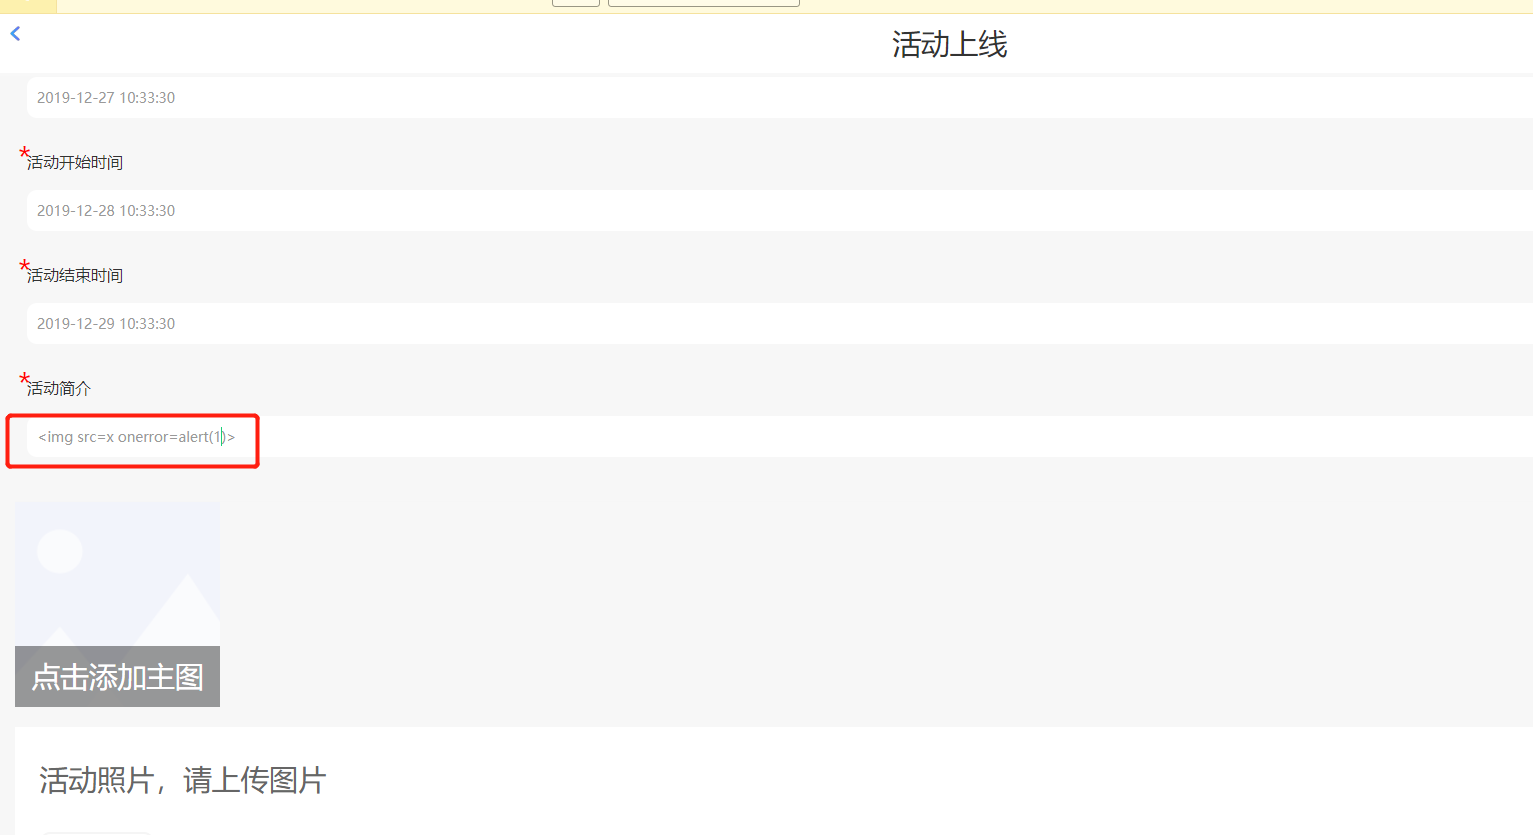 活动上线
2019-12-27 10:33:30
*活动开始时间
2019-12-28 10:33:30
*活动结束时间
2019-12-29 10:33:30
*活动简介
<img src=x onerror=alert(1)>
点击添加主图
活动照片，请上传图片